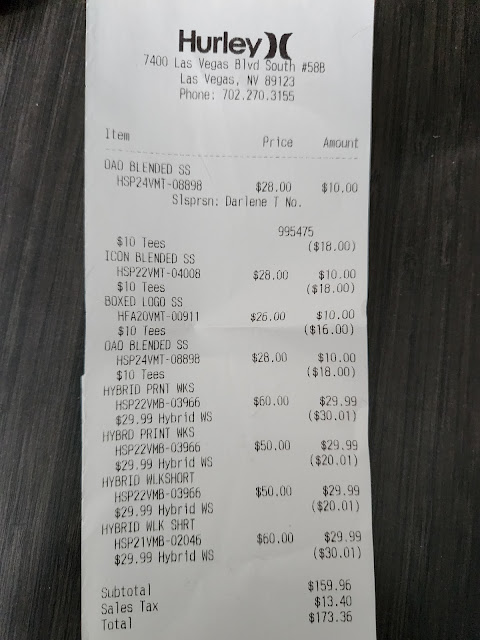 Hurley
7400 Las Vegas Blvd South #58B
Las Vegas, NV 89123
Phone: 702.270.3155
Item Price Amount
OAO BLENDED SS
HSP24VMT-08898 $28.00 $10.00
Slsprsn: Darlene T No.
995475
$10 Tees ($18.00)
ICON BLENDED SS
HSP22VMT-04008 $28.00 $10.00
$10 Tees ($18.00)
BOXED LOGO SS
HFA20VMT-00911 $26.00 $10.00
$10 Tees ($16.00)
OAO BLENDED SS
HSP24VMT-08898 $28.00 $10.00
$10 Tees ($18.00)
HYBRID PRNT WKS
HSP22VMB-03966 $60.00 $29.99
$29.99 Hybrid WS ($30.01)
HYBRD PRINT WKS
HSP22VMB-03966 $50.00 $29.99
$29.99 Hybrid WS ($20.01)
HYBRID WLKSHORT
HSP22VMB-03966 $50.00 $29.99
$29.99 Hybrid WS ($20.01)
HYBRID WLK SHRT
HSP21VMB-02046 $60.00 $29.99
$29.99 Hybrid WS ($30.01)
Subtotal $159.96
Sales Tax $13.40
Total $173.36